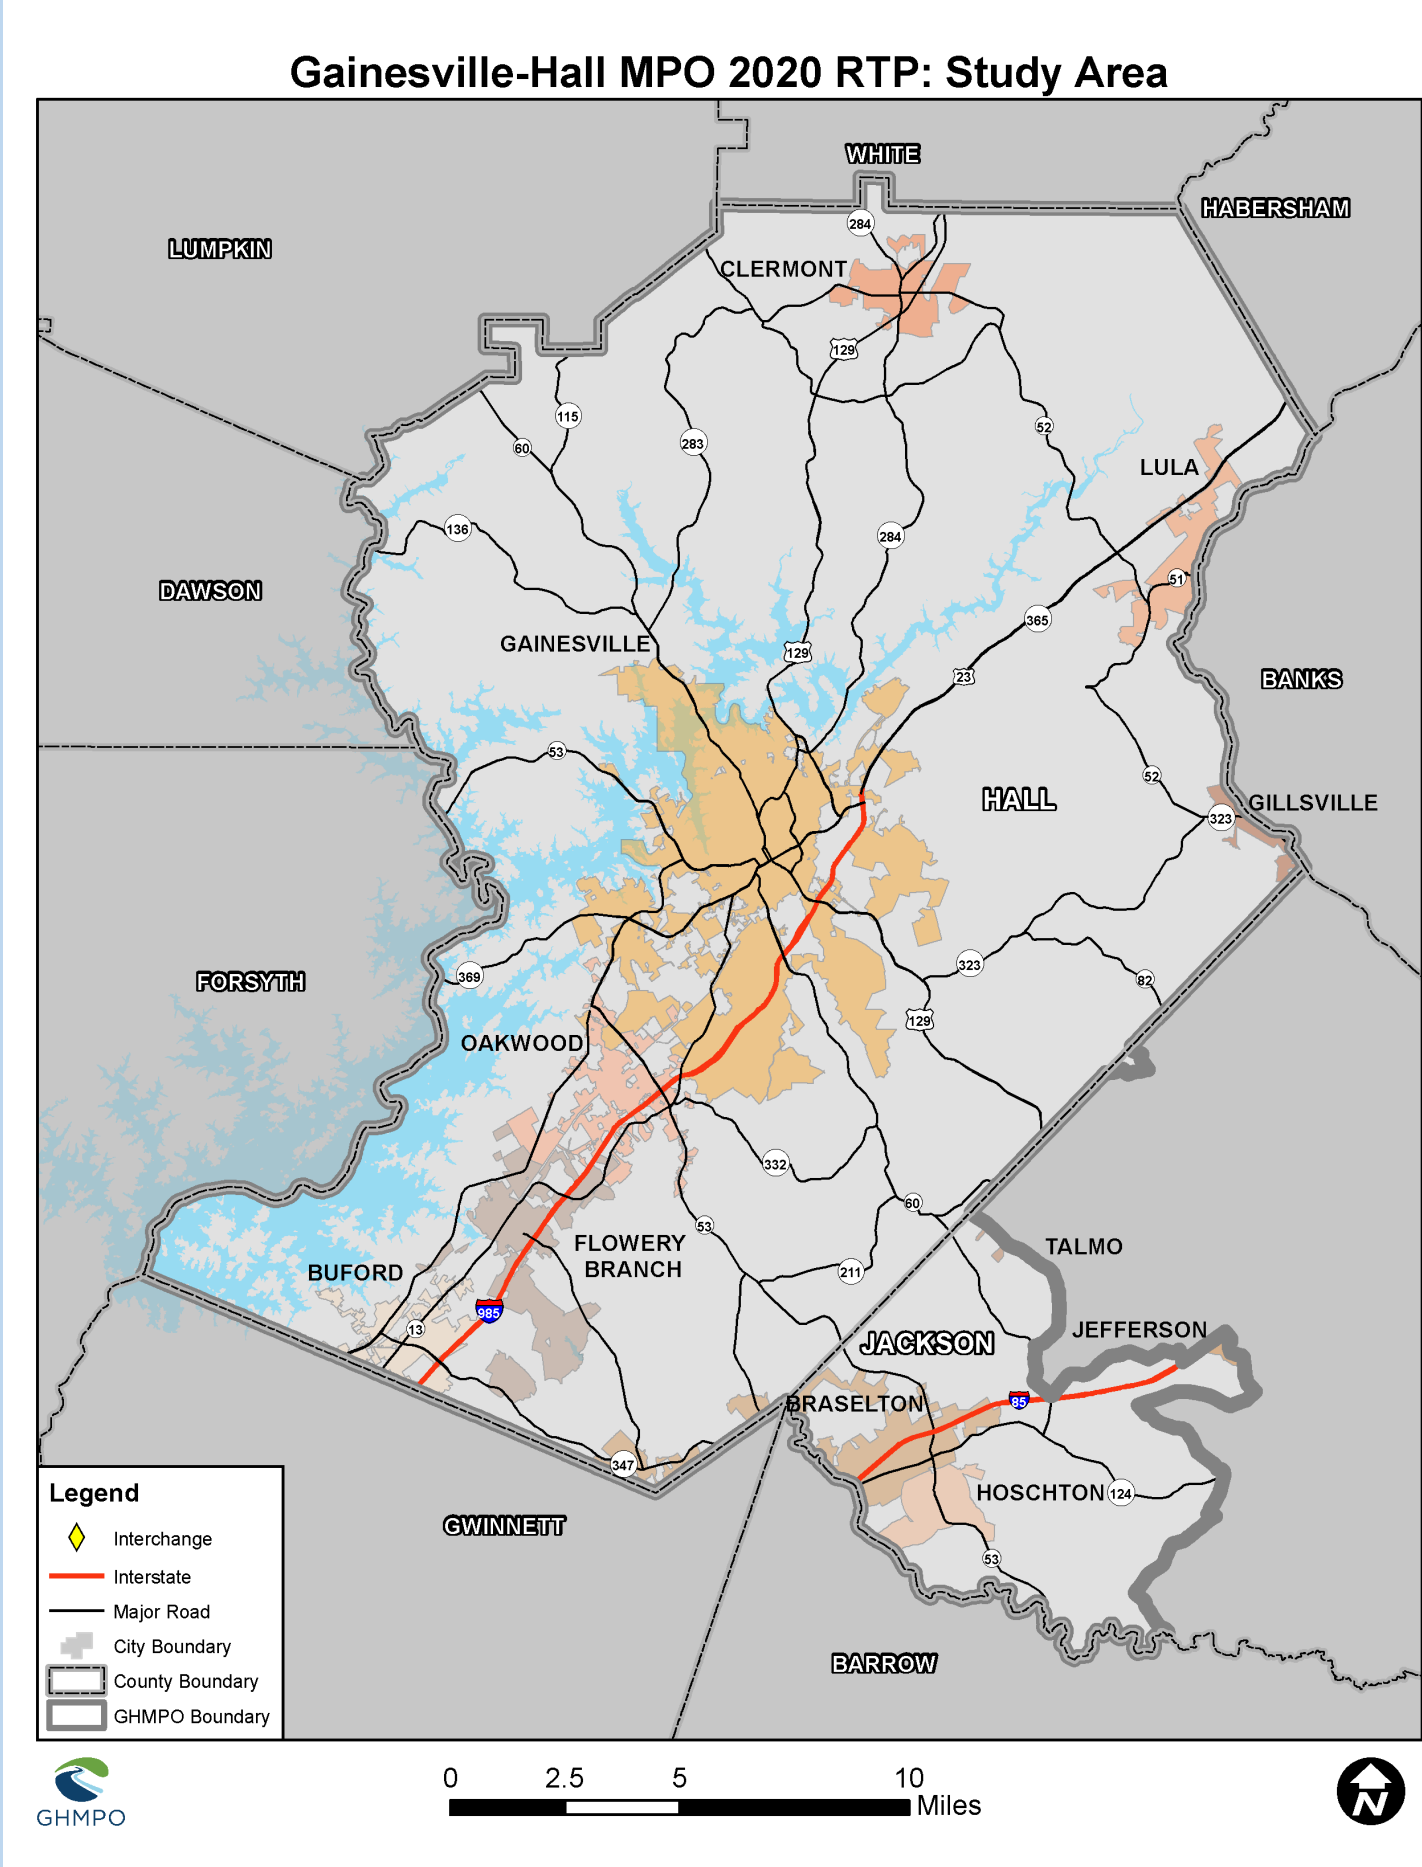 Gainesville-Hall MPO 2020 RTP: Study Area
WHITE
HABERSHAM
LUMPKIN
284
CLERMONT
129
115
60
283
52
LULA
136
284
51
DAWSON
365
GAINESVILLE
129
23
BANKS
53
52
HALL
GILLSVILLE
323
FORSYTH
369
323
82
129
OAKWOOD
332
60
53
FLOWERY
BRANCH
TALMO
BUFORD
211
985
13
JACKSON
JEFFERSON
BRASELTON
85
347
HOSCHTON
124
GWINNETT
53
BARROW
Legend
Interchange
Interstate
Major Road
City Boundary
County Boundary
GHMPO Boundary
GHMPO
0 2.5 5 10
Miles
N